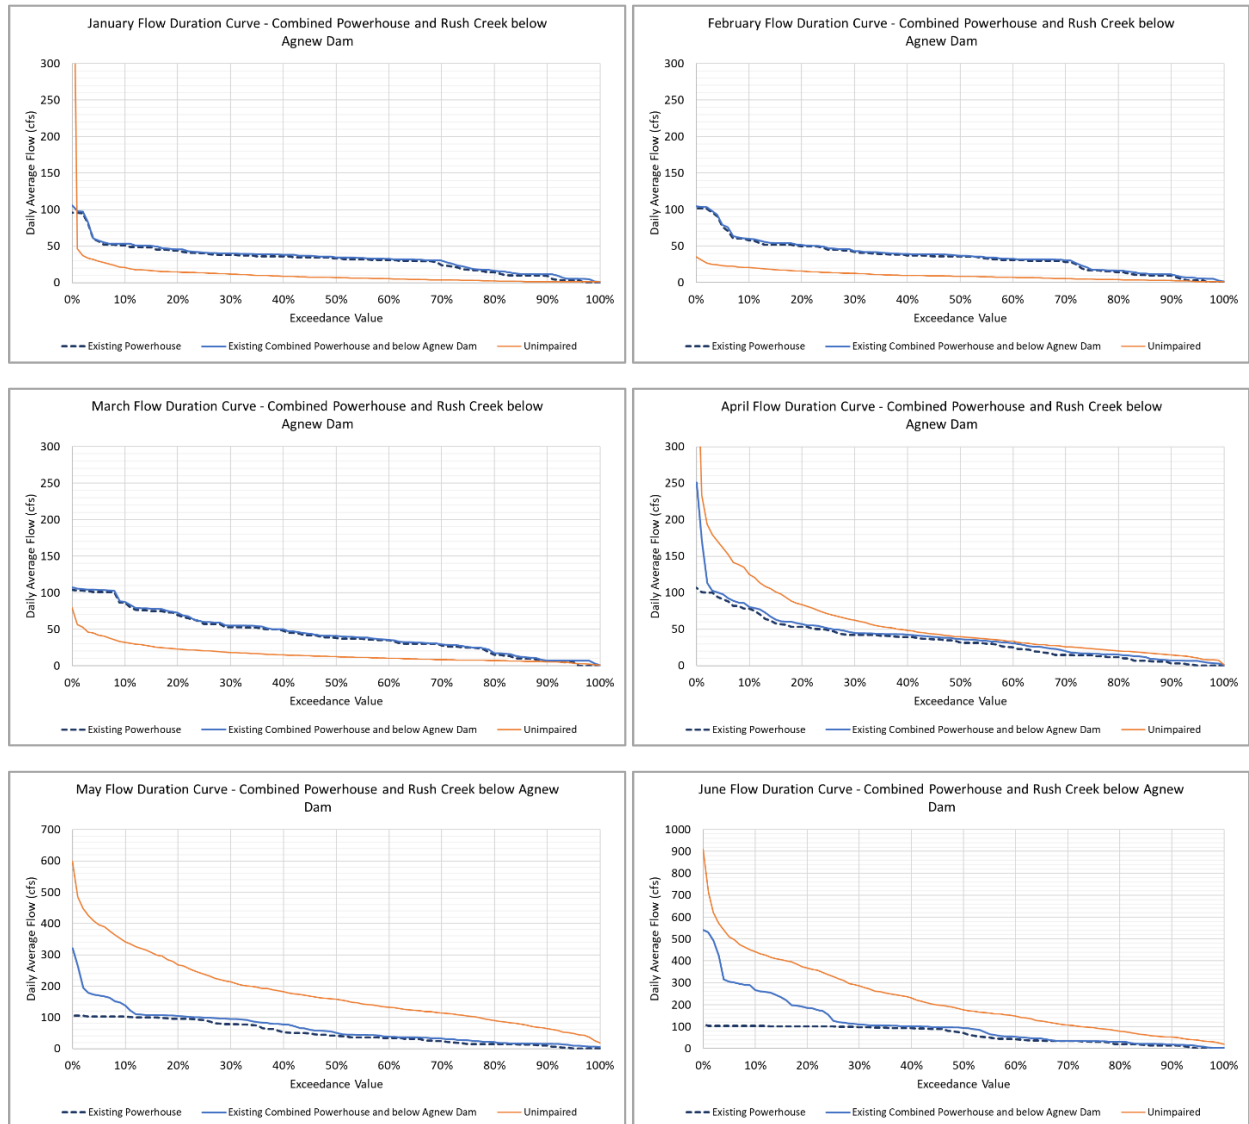 January Flow Duration Curve - Combined Powerhouse and Rush Creek below
Agnew Dam
300
250
200
150
100
50
0
Daily Average Flow (cfs)
0% 10% 20% 30% 40% 50% 60% 70% 80% 90% 100%
Exceedance Value
Existing Powerhouse Existing Combined Powerhouse and below Agnew Dam Unimpaired
February Flow Duration Curve - Combined Powerhouse and Rush Creek below
Agnew Dam
300
250
200
150
100
50
0
Daily Average Flow (cfs)
0% 10% 20% 30% 40% 50% 60% 70% 80% 90% 100%
Exceedance Value
Existing Powerhouse Existing Combined Powerhouse and below Agnew Dam Unimpaired
March Flow Duration Curve - Combined Powerhouse and Rush Creek below
Agnew Dam
300
250
200
150
100
50
0
Daily Average Flow (cfs)
0% 10% 20% 30% 40% 50% 60% 70% 80% 90% 100%
Exceedance Value
Existing Powerhouse Existing Combined Powerhouse and below Agnew Dam Unimpaired
April Flow Duration Curve - Combined Powerhouse and Rush Creek below
Agnew Dam
300
250
200
150
100
50
0
Daily Average Flow (cfs)
0% 10% 20% 30% 40% 50% 60% 70% 80% 90% 100%
Exceedance Value
Existing Powerhouse Existing Combined Powerhouse and below Agnew Dam Unimpaired
May Flow Duration Curve - Combined Powerhouse and Rush Creek below Agnew
Dam
700
600
500
400
300
200
100
0
Daily Average Flow (cfs)
0% 10% 20% 30% 40% 50% 60% 70% 80% 90% 100%
Exceedance Value
Existing Powerhouse Existing Combined Powerhouse and below Agnew Dam Unimpaired
June Flow Duration Curve - Combined Powerhouse and Rush Creek below Agnew
Dam
1000
900
800
700
600
500
400
300
200
100
0
Daily Average Flow (cfs)
0% 10% 20% 30% 40% 50% 60% 70% 80% 90% 100%
Exceedance Value
Existing Powerhouse Existing Combined Powerhouse and below Agnew Dam Unimpaired